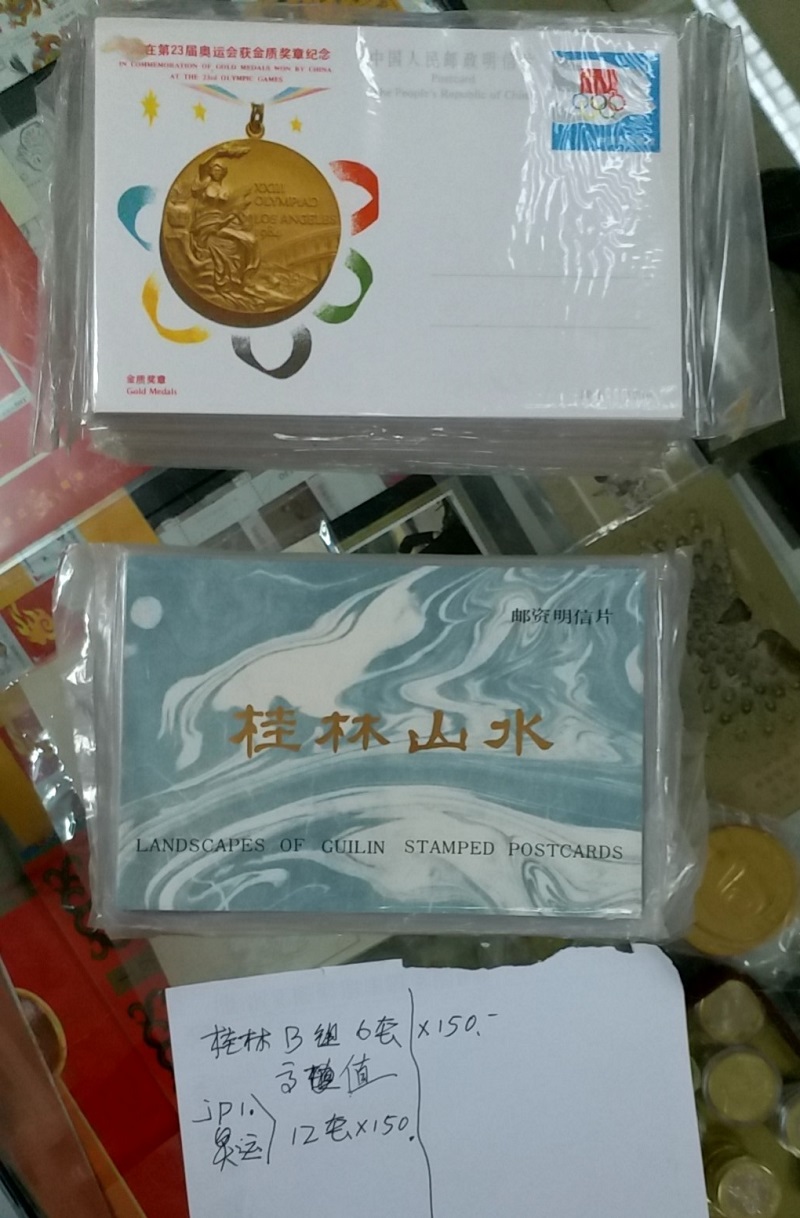 在第23届奥运会获金质奖章纪念
IN COMMEMORATION OF GOLD MEDALS WON BY CHINA
AT THE 23rd OLYMPIC GAMES
中国人民邮政明信
The People's Republic of
XXIII
OLYMPIAD
LOS ANGELES
1984
金质奖章
Gold Medals
邮资明信片
桂林山水
LANDSCAPES OF GUILIN STAMPED POSTCARDS
桂林 B 组 6套 ×150.-
高值
JP1.
奥运 12套×150.